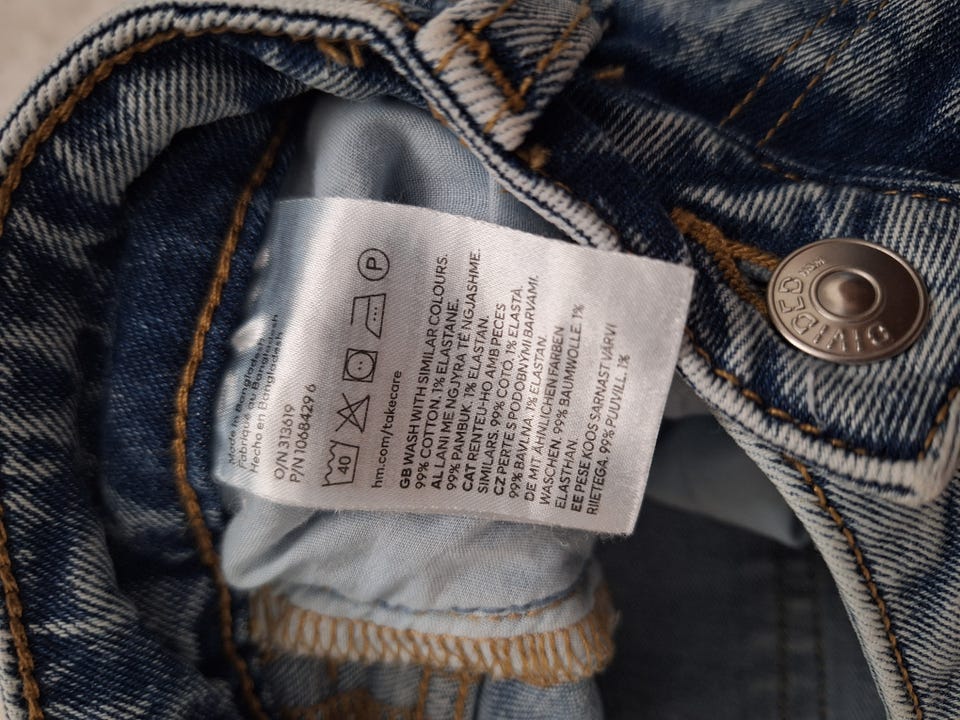 Made in Bangladesh
Fabriqué au Bangladesh
Hecho en Bangladesh
O/N 313619
P/N 1068429 6
40
P
hm.com/takecare
GB WASH WITH SIMILAR COLOURS.
99% COTTON. 1% ELASTANE.
AL LANI ME NGJYRA TË NGJASHME.
99% PAMBUK. 1% ELASTAN.
CAT RENTEU-HO AMB PECES
SIMILARS. 99% COTÓ. 1% ELASTÀ.
CZ PERTE S PODOBNÝMI BARVAMI.
99% BAVLNA. 1% ELASTAN.
DE MIT ÄHNLICHEN FARBEN
WASCHEN. 99% BAUMWOLLE. 1%
ELASTHAN.
EE PESE KOOS SARNAST VÄRVI
RIIETEGA. 99% PUUVILL. 1%
DIVIDED
H&M